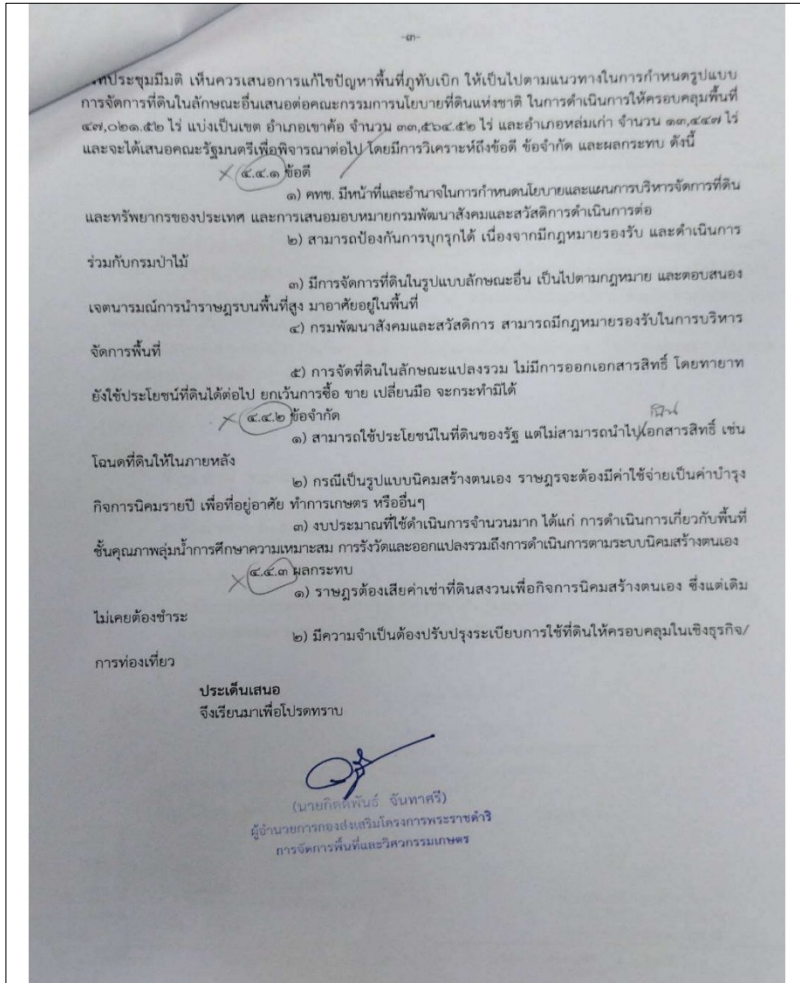 -๓-
ที่ประชุมมีมติ เห็นควรเสนอการแก้ไขปัญหาพื้นที่ภูทับเบิก ให้เป็นไปตามแนวทางในการกำหนดรูปแบบ
การจัดการที่ดินในลักษณะอื่นเสนอต่อคณะกรรมการนโยบายที่ดินแห่งชาติ ในการดำเนินการให้ครอบคลุมพื้นที่
๔๗,๐๒๑.๕๒ ไร่ แบ่งเป็นเขต อำเภอเขาค้อ จำนวน ๓๓,๕๖๔.๕๒ ไร่ และอำเภอหล่มเก่า จำนวน ๑๓,๔๔๗ ไร่
และจะได้เสนอคณะรัฐมนตรีเพื่อพิจารณาต่อไป โดยมีการวิเคราะห์ถึงข้อดี ข้อจำกัด และผลกระทบ ดังนี้
๔.๔.๑ ข้อดี
๑) คทช. มีหน้าที่และอำนาจในการกำหนดนโยบายและแผนการบริหารจัดการที่ดิน
และทรัพยากรของประเทศ และการเสนอมอบหมายกรมพัฒนาสังคมและสวัสดิการดำเนินการต่อ
๒) สามารถป้องกันการบุกรุกได้ เนื่องจากมีกฎหมายรองรับ และดำเนินการ
ร่วมกับกรมป่าไม้
๓) มีการจัดการที่ดินในรูปแบบลักษณะอื่น เป็นไปตามกฎหมาย และตอบสนอง
เจตนารมณ์การนำราษฎรบนพื้นที่สูง มาอาศัยอยู่ในพื้นที่
๔) กรมพัฒนาสังคมและสวัสดิการ สามารถมีกฎหมายรองรับในการบริหาร
จัดการพื้นที่
๕) การจัดที่ดินในลักษณะแปลงรวม ไม่มีการออกเอกสารสิทธิ์ โดยทายาท
ยังใช้ประโยชน์ที่ดินได้ต่อไป ยกเว้นการซื้อ ขาย เปลี่ยนมือ จะกระทำมิได้
๔.๔.๒ ข้อจำกัด
๑) สามารถใช้ประโยชน์ในที่ดินของรัฐ แต่ไม่สามารถนำไปเอกสารสิทธิ์ เช่น
โฉนดที่ดินให้ในภายหลัง
๒) กรณีเป็นรูปแบบนิคมสร้างตนเอง ราษฎรจะต้องมีค่าใช้จ่ายเป็นค่าบำรุง
กิจการนิคมรายปี เพื่อที่อยู่อาศัย ทำการเกษตร หรืออื่นๆ
๓) งบประมาณที่ใช้ดำเนินการจำนวนมาก ได้แก่ การดำเนินการเกี่ยวกับพื้นที่
ชั้นคุณภาพลุ่มน้ำการศึกษาความเหมาะสม การรังวัดและออกแปลงรวมถึงการดำเนินการตามระบบนิคมสร้างตนเอง
๔.๔.๓ ผลกระทบ
๑) ราษฎรต้องเสียค่าเช่าที่ดินสงวนเพื่อกิจการนิคมสร้างตนเอง ซึ่งแต่เดิม
ไม่เคยต้องชำระ
๒) มีความจำเป็นต้องปรับปรุงระเบียบการใช้ที่ดินให้ครอบคลุมในเชิงธุรกิจ/
การท่องเที่ยว
ประเด็นเสนอ
จึงเรียนมาเพื่อโปรดทราบ
(นายกิตติพันธ์ จันทาศรี)
ผู้อำนวยการกองส่งเสริมโครงการพระราชดำริ
การจัดการพื้นที่และวิศวกรรมเกษตร